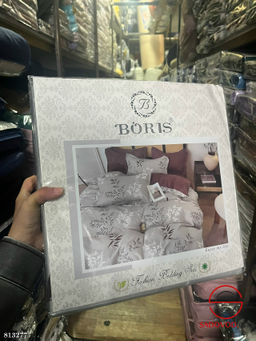 B
BORIS
Fashion Bedding Set
813277